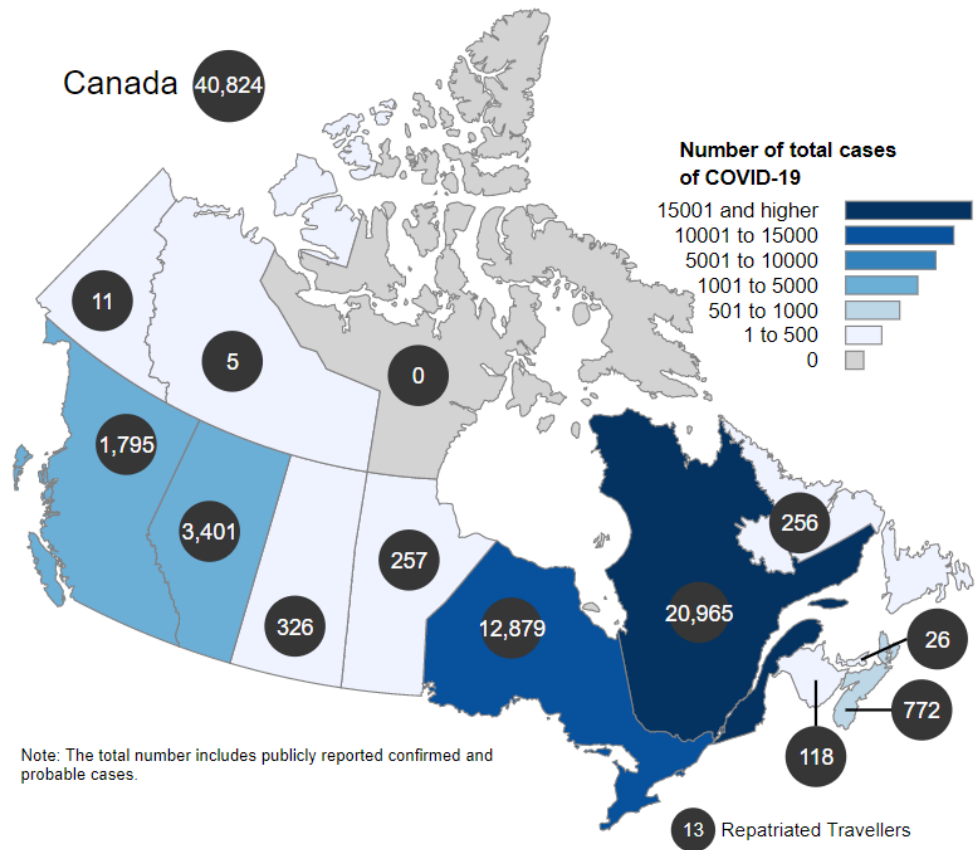 Canada 40,824
Number of total cases
of COVID-19
15001 and higher
10001 to 15000
5001 to 10000
1001 to 5000
501 to 1000
1 to 500
0
11
5
0
1,795
3,401
326
257
12,879
20,965
256
26
772
118
Note: The total number includes publicly reported confirmed and
probable cases.
13 Repatriated Travellers